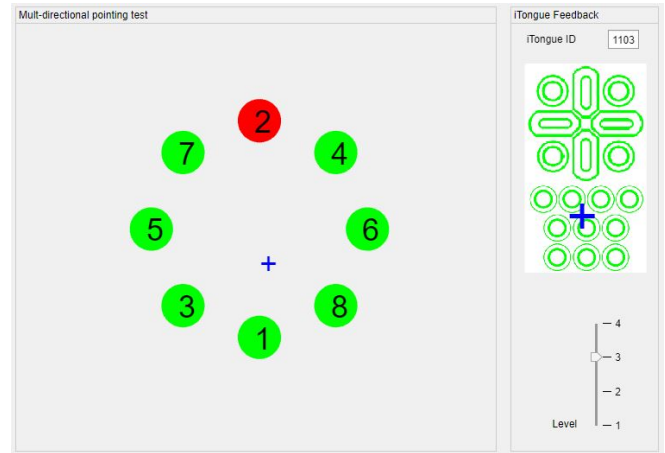 Mult-directional pointing test
iTongue Feedback
iTongue ID 1103
2
7 4
5 6
3 8
1
4
3
2
Level 1